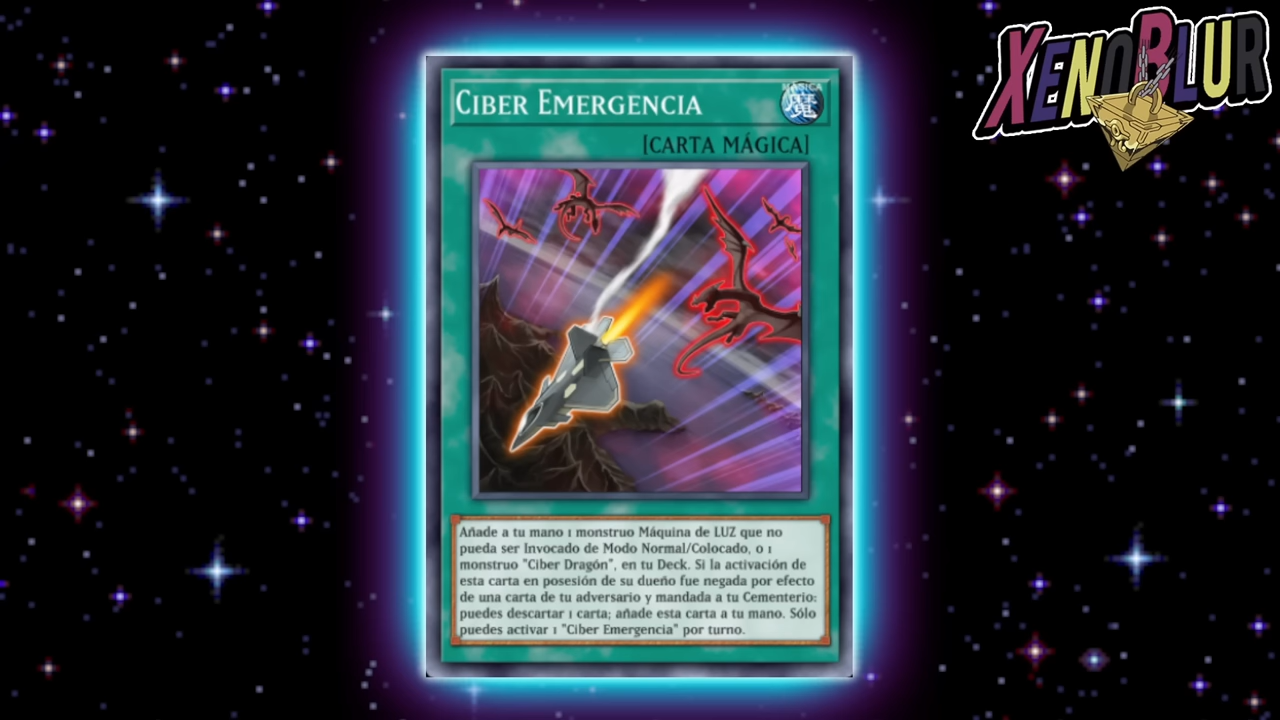 XENOBLUR
CIBER EMERGENCIA
MÁGICA
魔
[CARTA MÁGICA]
Añade a tu mano 1 monstruo Máquina de LUZ que no
pueda ser Invocado de Modo Normal/Colocado, o 1
monstruo "Ciber Dragón", en tu Deck. Si la activación de
esta carta en posesión de su dueño fue negada por efecto
de una carta de tu adversario y mandada a tu Cementerio:
puedes descartar 1 carta; añade esta carta a tu mano. Sólo
puedes activar 1 "Ciber Emergencia" por turno.